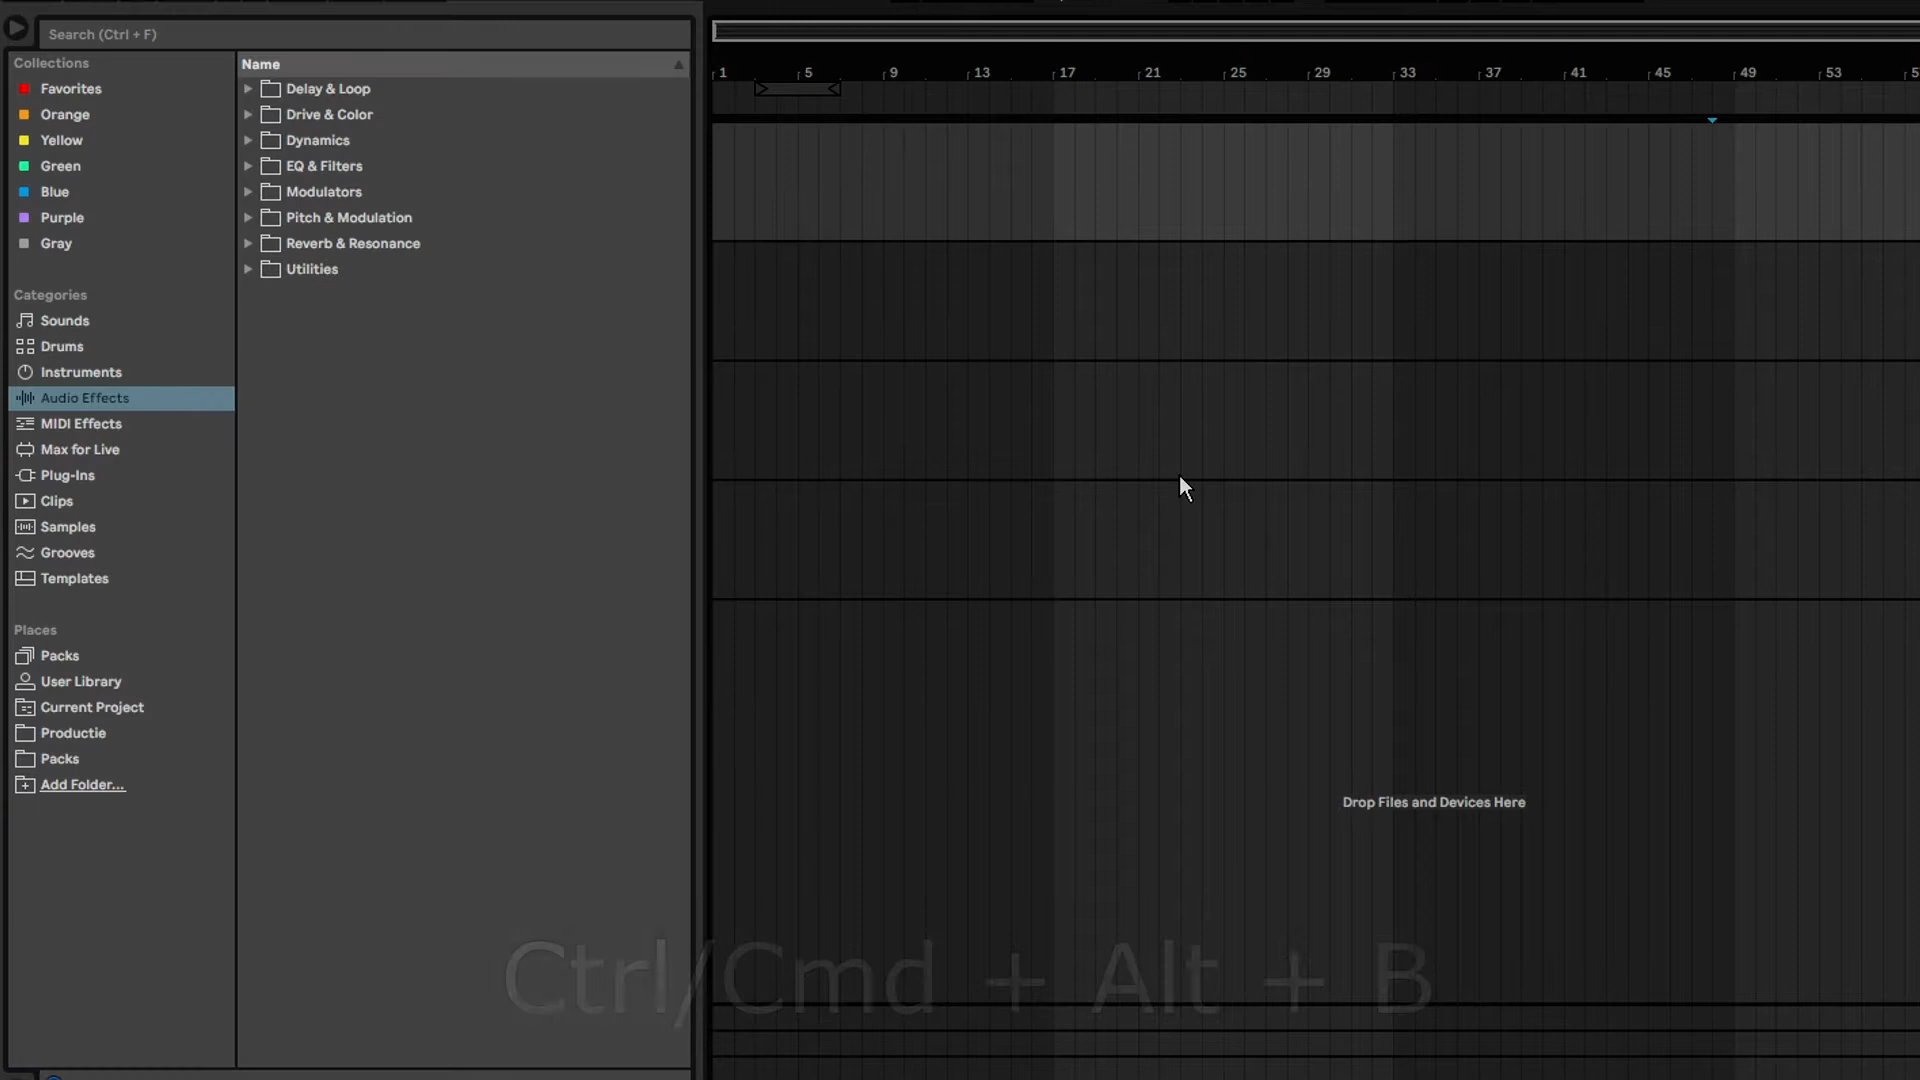 Search (Ctrl + F)
Collections
Favorites
Orange
Yellow
Green
Blue
Purple
Gray
Categories
Sounds
Drums
Instruments
Audio Effects
MIDI Effects
Max for Live
Plug-Ins
Clips
Samples
Grooves
Templates
Places
Packs
User Library
Current Project
Productie
Packs
Add Folder...
Name
Delay & Loop
Drive & Color
Dynamics
EQ & Filters
Modulators
Pitch & Modulation
Reverb & Resonance
Utilities
1 5 9 13 17 21 25 29 33 37 41 45 49 53
Drop Files and Devices Here
Ctrl/Cmd + Alt + B